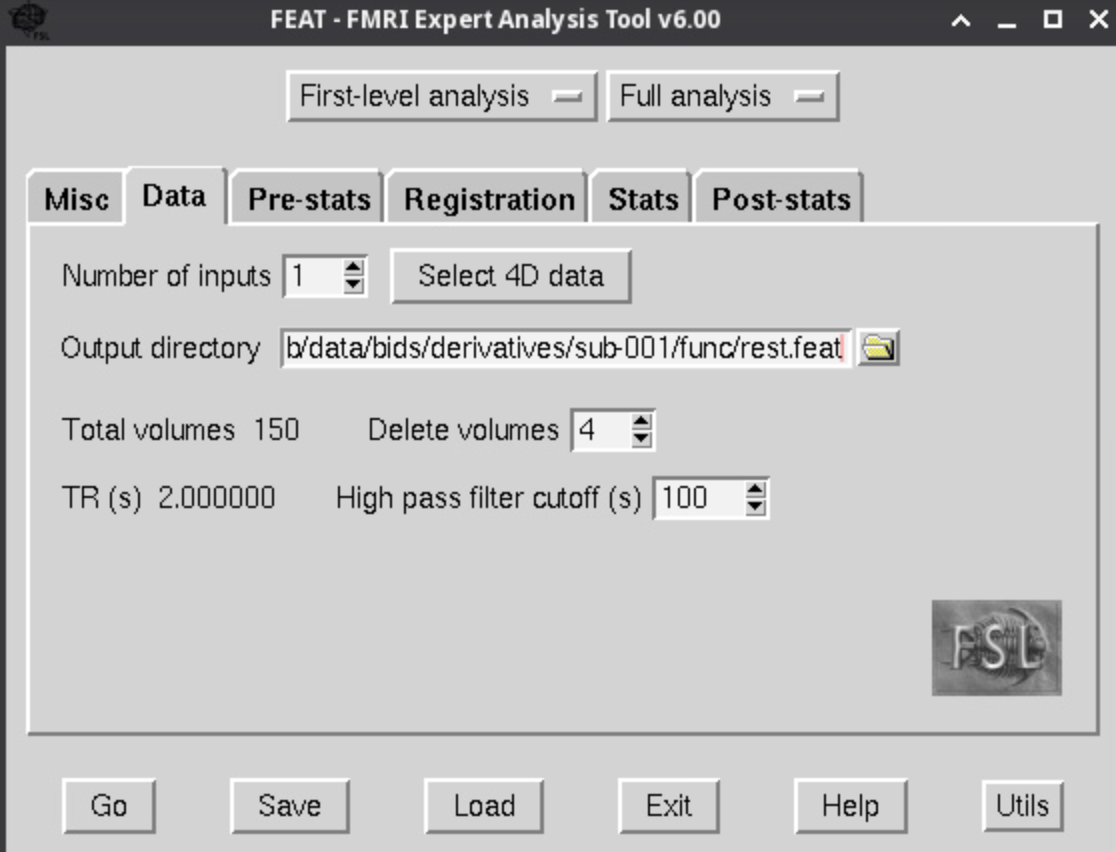 FEAT - FMRI Expert Analysis Tool v6.00
First-level analysis Full analysis
Misc Data Pre-stats Registration Stats Post-stats
Number of inputs 1 Select 4D data
Output directory b/data/bids/derivatives/sub-001/func/rest.feat
Total volumes 150 Delete volumes 4
TR (s) 2.000000 High pass filter cutoff (s) 100
FSL
Go Save Load Exit Help Utils